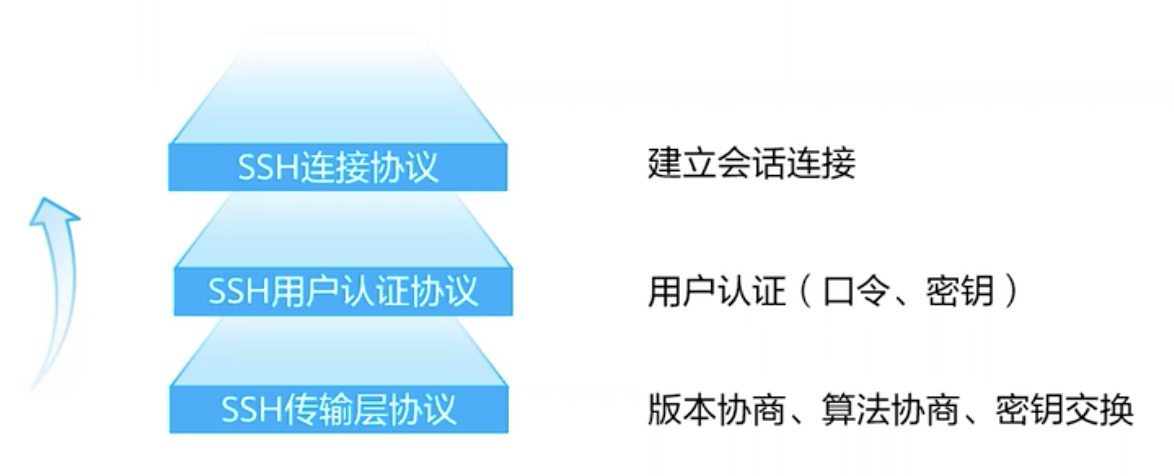 SSH连接协议
建立会话连接
SSH用户认证协议
用户认证（口令、密钥）
SSH传输层协议
版本协商、算法协商、密钥交换